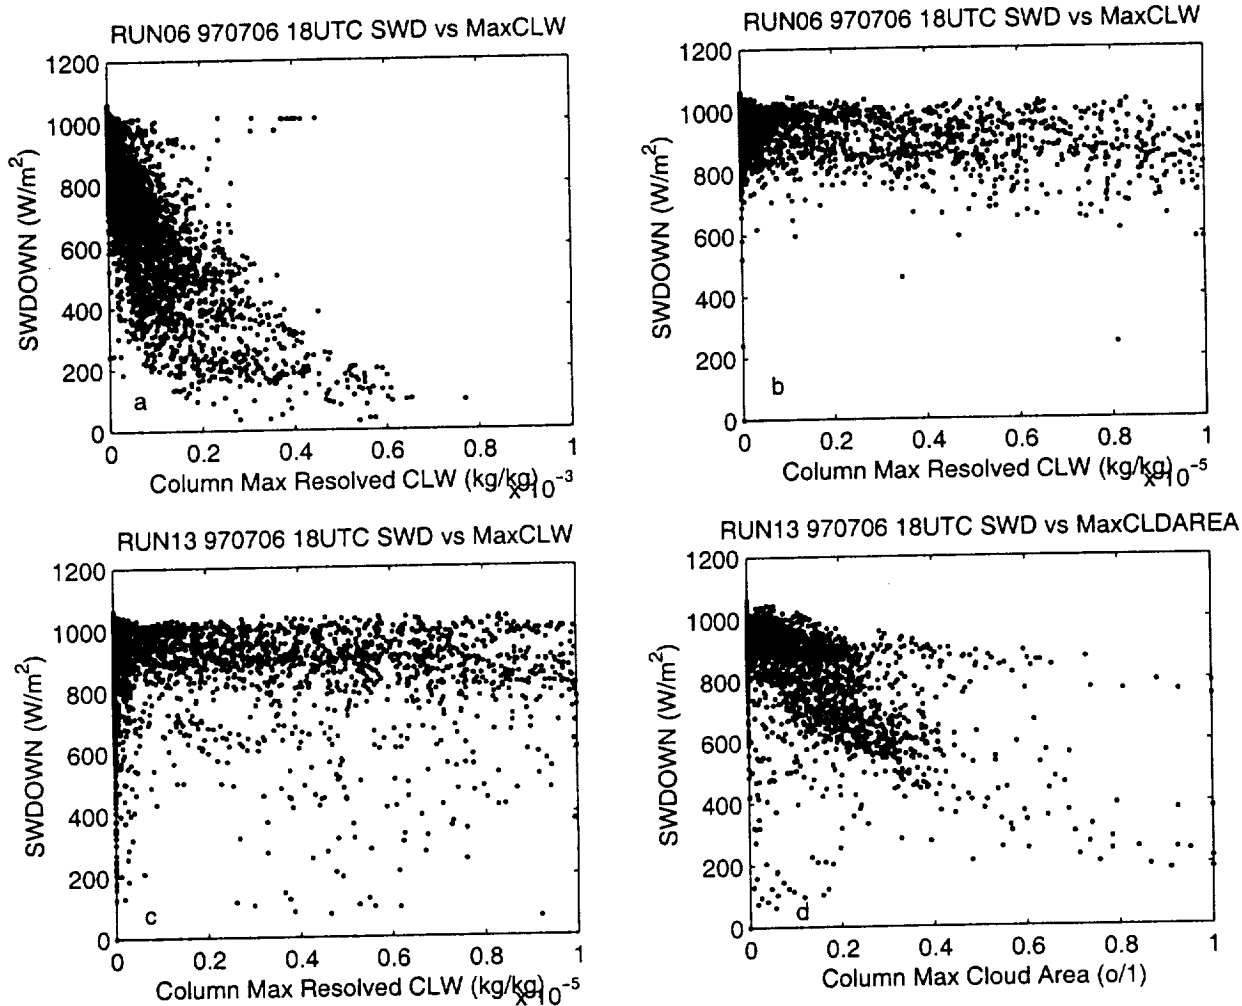 RUN06 970706 18UTC SWD vs MaxCLW
1200
1000
800
600
400
200
0
SWDOWN (W/m²)
a
0 0.2 0.4 0.6 0.8 1
Column Max Resolved CLW (kg/kg)
x 10⁻³
RUN06 970706 18UTC SWD vs MaxCLW
1200
1000
800
600
400
200
0
SWDOWN (W/m²)
b
0 0.2 0.4 0.6 0.8 1
Column Max Resolved CLW (kg/kg)
x 10⁻⁵
RUN13 970706 18UTC SWD vs MaxCLW
1200
1000
800
600
400
200
0
SWDOWN (W/m²)
c
0 0.2 0.4 0.6 0.8 1
Column Max Resolved CLW (kg/kg)
x 10⁻⁵
RUN13 970706 18UTC SWD vs MaxCLDAREA
1200
1000
800
600
400
200
0
SWDOWN (W/m²)
d
0 0.2 0.4 0.6 0.8 1
Column Max Cloud Area (o/1)